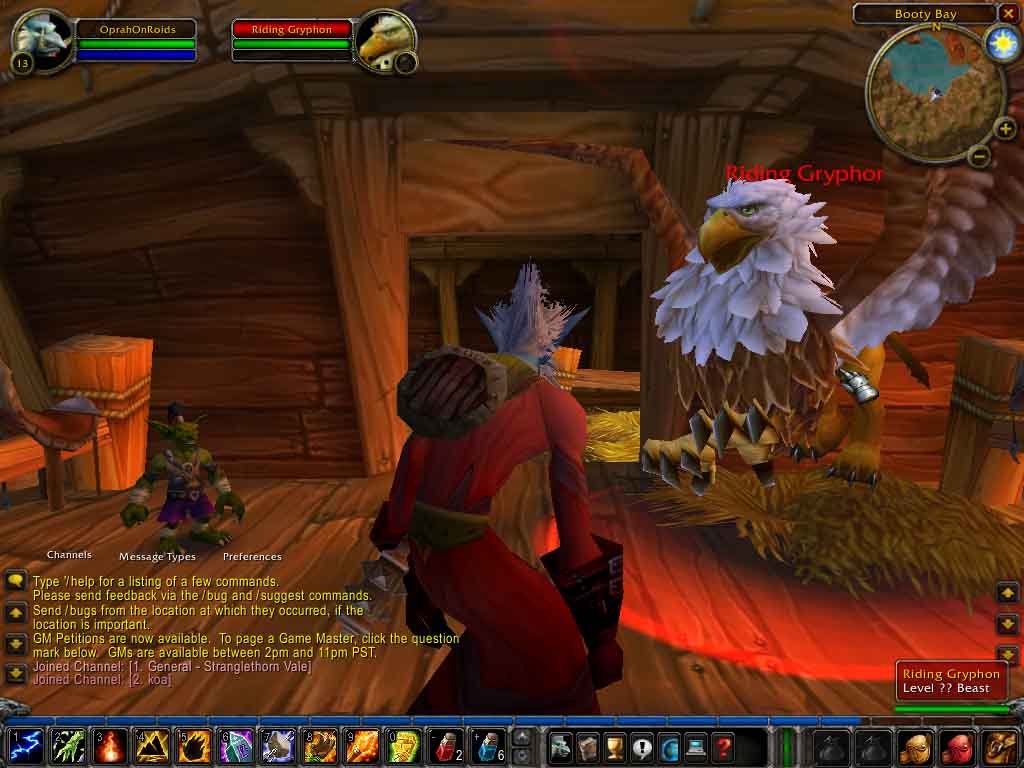 OprahOnRoids
13
Riding Gryphon
Booty Bay
N
Riding Gryphor
Channels
Message Types
Preferences
Type '/help for a listing of a few commands.
Please send feedback via the /bug and /suggest commands.
Send /bugs from the location at which they occurred, if the
location is important.
GM Petitions are now available. To page a Game Master, click the question
mark below. GMs are available between 2pm and 11pm PST.
Joined Channel: [1. General - Stranglethorn Vale]
Joined Channel: [2. koa]
Riding Gryphon
Level ?? Beast
1 2 3 4 5 6 7 8 9 0 - 2 + 6